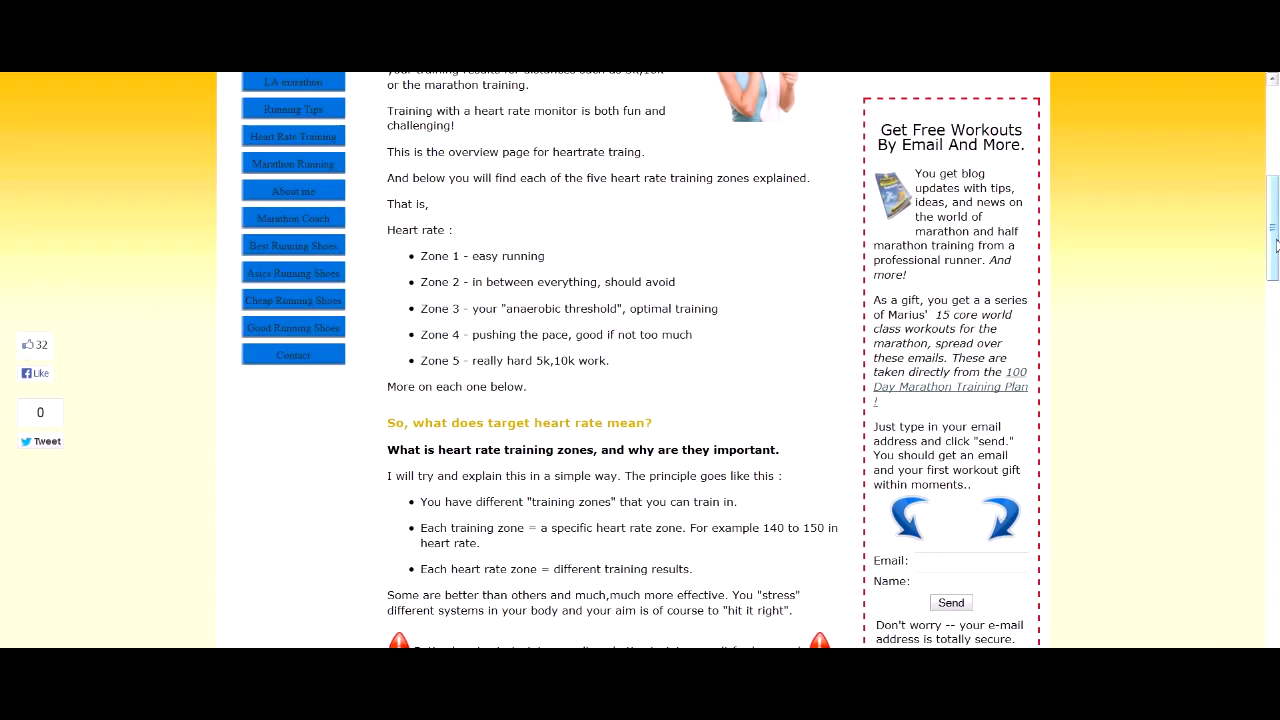 LA marathon
Running Tips
Heart Rate Training
Marathon Running
About me
Marathon Coach
Best Running Shoes
Asics Running Shoes
Cheap Running Shoes
Good Running Shoes
Contact
32
Like
0
Tweet
your training results for distances such as 5k,10k
or the marathon training.
Training with a heart rate monitor is both fun and
challenging!
This is the overview page for heartrate traing.
And below you will find each of the five heart rate training zones explained.
That is,
Heart rate :
Zone 1 - easy running
Zone 2 - in between everything, should avoid
Zone 3 - your "anaerobic threshold", optimal training
Zone 4 - pushing the pace, good if not too much
Zone 5 - really hard 5k,10k work.
More on each one below.
So, what does target heart rate mean?
What is heart rate training zones, and why are they important.
I will try and explain this in a simple way. The principle goes like this :
You have different "training zones" that you can train in.
Each training zone = a specific heart rate zone. For example 140 to 150 in
heart rate.
Each heart rate zone = different training results.
Some are better than others and much,much more effective. You "stress"
different systems in your body and your aim is of course to "hit it right".
Get Free Workouts
By Email And More.
You get blog
updates with tips,
ideas, and news on
the world of
marathon and half
marathon training from a
professional runner. And
more!
As a gift, you get a a series
of Marius' 15 core world
class workouts for the
marathon, spread over
these emails. These are
taken directly from the 100
Day Marathon Training Plan
!
Just type in your email
address and click "send."
You should get an email
and your first workout gift
within moments..
Email:
Name:
Send
Don't worry -- your e-mail
address is totally secure.